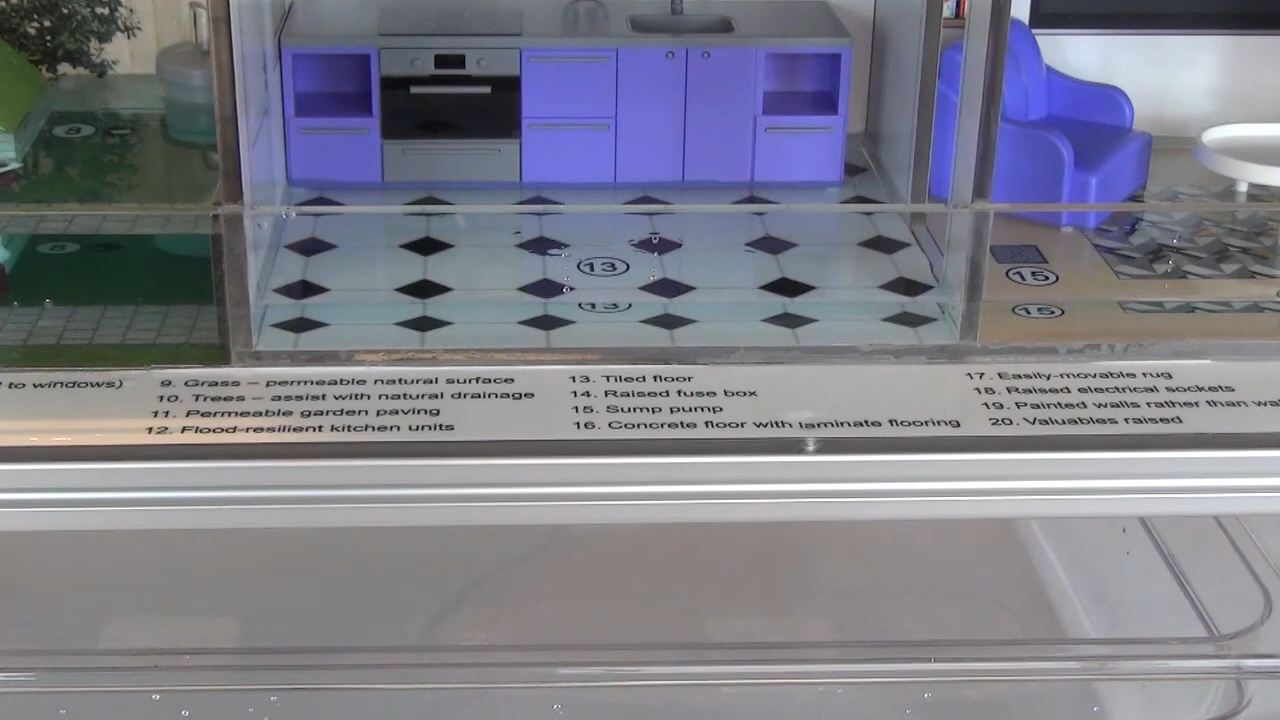 8
8
13
13
15
15
to windows)
9. Grass – permeable natural surface
10. Trees – assist with natural drainage
11. Permeable garden paving
12. Flood-resilient kitchen units
13. Tiled floor
14. Raised fuse box
15. Sump pump
16. Concrete floor with laminate flooring
17. Easily-movable rug
18. Raised electrical sockets
19. Painted walls rather than
20. Valuables raised